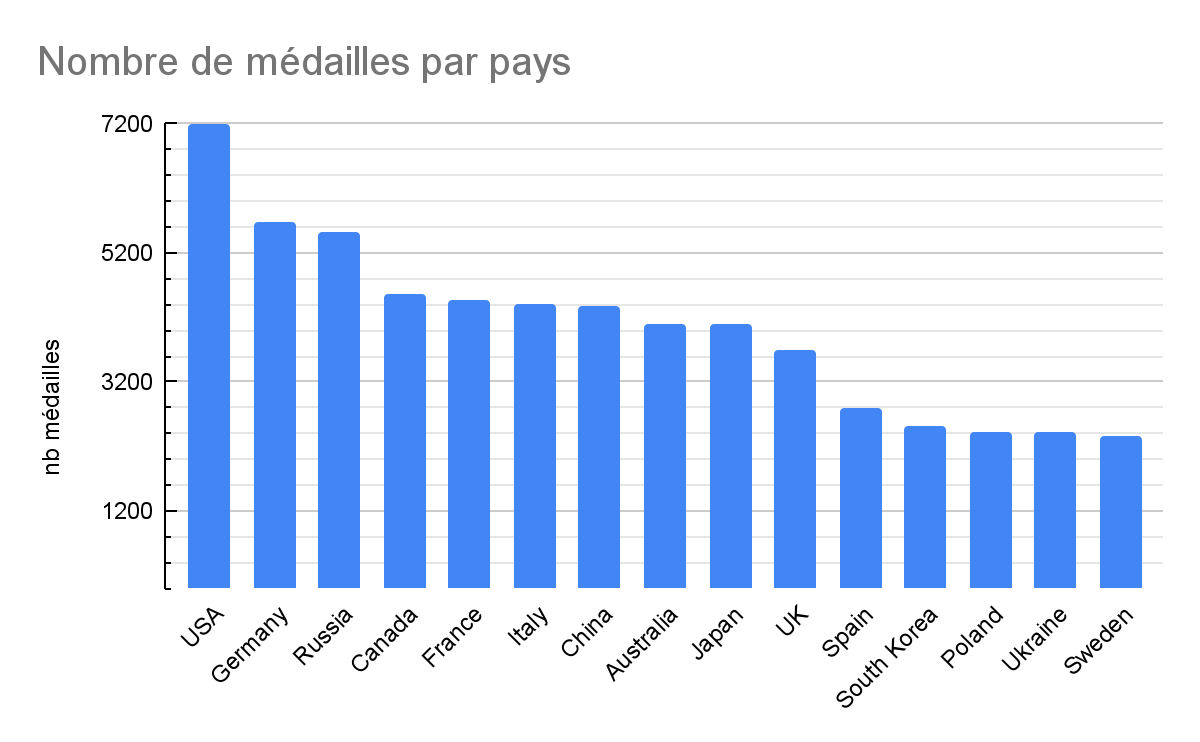 Nombre de médailles par pays
nb médailles
7200
5200
3200
1200
USA
Germany
Russia
Canada
France
Italy
China
Australia
Japan
UK
Spain
South Korea
Poland
Ukraine
Sweden